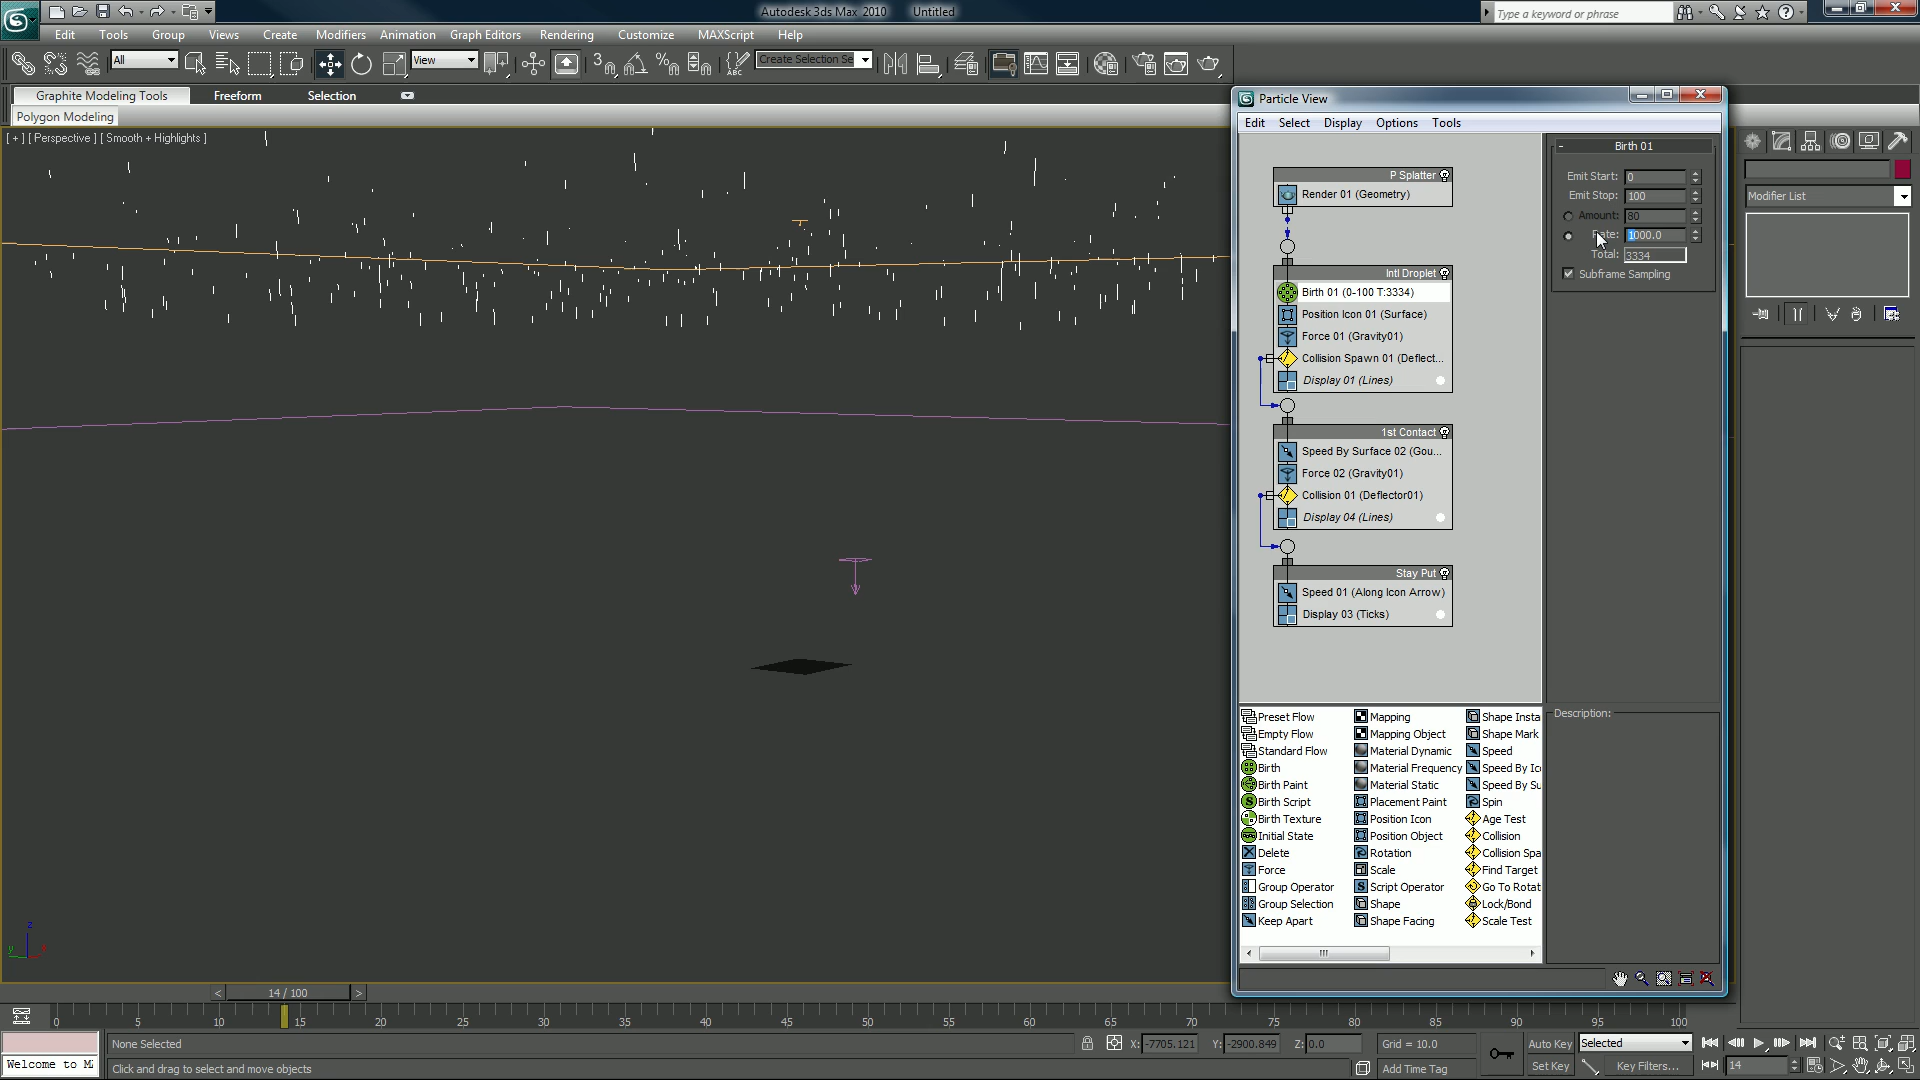 Autodesk 3ds Max 2010 Untitled
Type a keyword or phrase
Edit Tools Group Views Create Modifiers Animation Graph Editors Rendering Customize MAXScript Help
All
View
Create Selection Se
Graphite Modeling Tools Freeform Selection
Polygon Modeling
[ + ] [ Perspective ] [ Smooth + Highlights ]
Particle View
Edit Select Display Options Tools
P Splatter
Render 01 (Geometry)
Intl Droplet
Birth 01 (0-100 T:3334)
Position Icon 01 (Surface)
Force 01 (Gravity01)
Collision Spawn 01 (Deflect...
Display 01 (Lines)
1st Contact
Speed By Surface 02 (Gou...
Force 02 (Gravity01)
Collision 01 (Deflector01)
Display 04 (Lines)
Stay Put
Speed 01 (Along Icon Arrow)
Display 03 (Ticks)
Birth 01
Emit Start: 0
Emit Stop: 100
Amount: 80
Rate: 1000.0
Total: 3334
Subframe Sampling
Modifier List
Preset Flow Mapping Shape Insta
Empty Flow Mapping Object Shape Mark
Standard Flow Material Dynamic Speed
Birth Material Frequency Speed By Ico
Birth Paint Material Static Speed By Su
Birth Script Placement Paint Spin
Birth Texture Position Icon Age Test
Initial State Position Object Collision
Delete Rotation Collision Spa
Force Scale Find Target
Group Operator Script Operator Go To Rotat
Group Selection Shape Lock/Bond
Keep Apart Shape Facing Scale Test
Description:
z
y x
< 14 / 100 >
0 5 10 15 20 25 30 35 40 45 50 55 60 65 70 75 80 85 90 95 100
None Selected X: -7705.121 Y: -2900.849 Z: 0.0 Grid = 10.0 Auto Key Selected
Welcome to M
Click and drag to select and move objects Add Time Tag Set Key Key Filters... 14